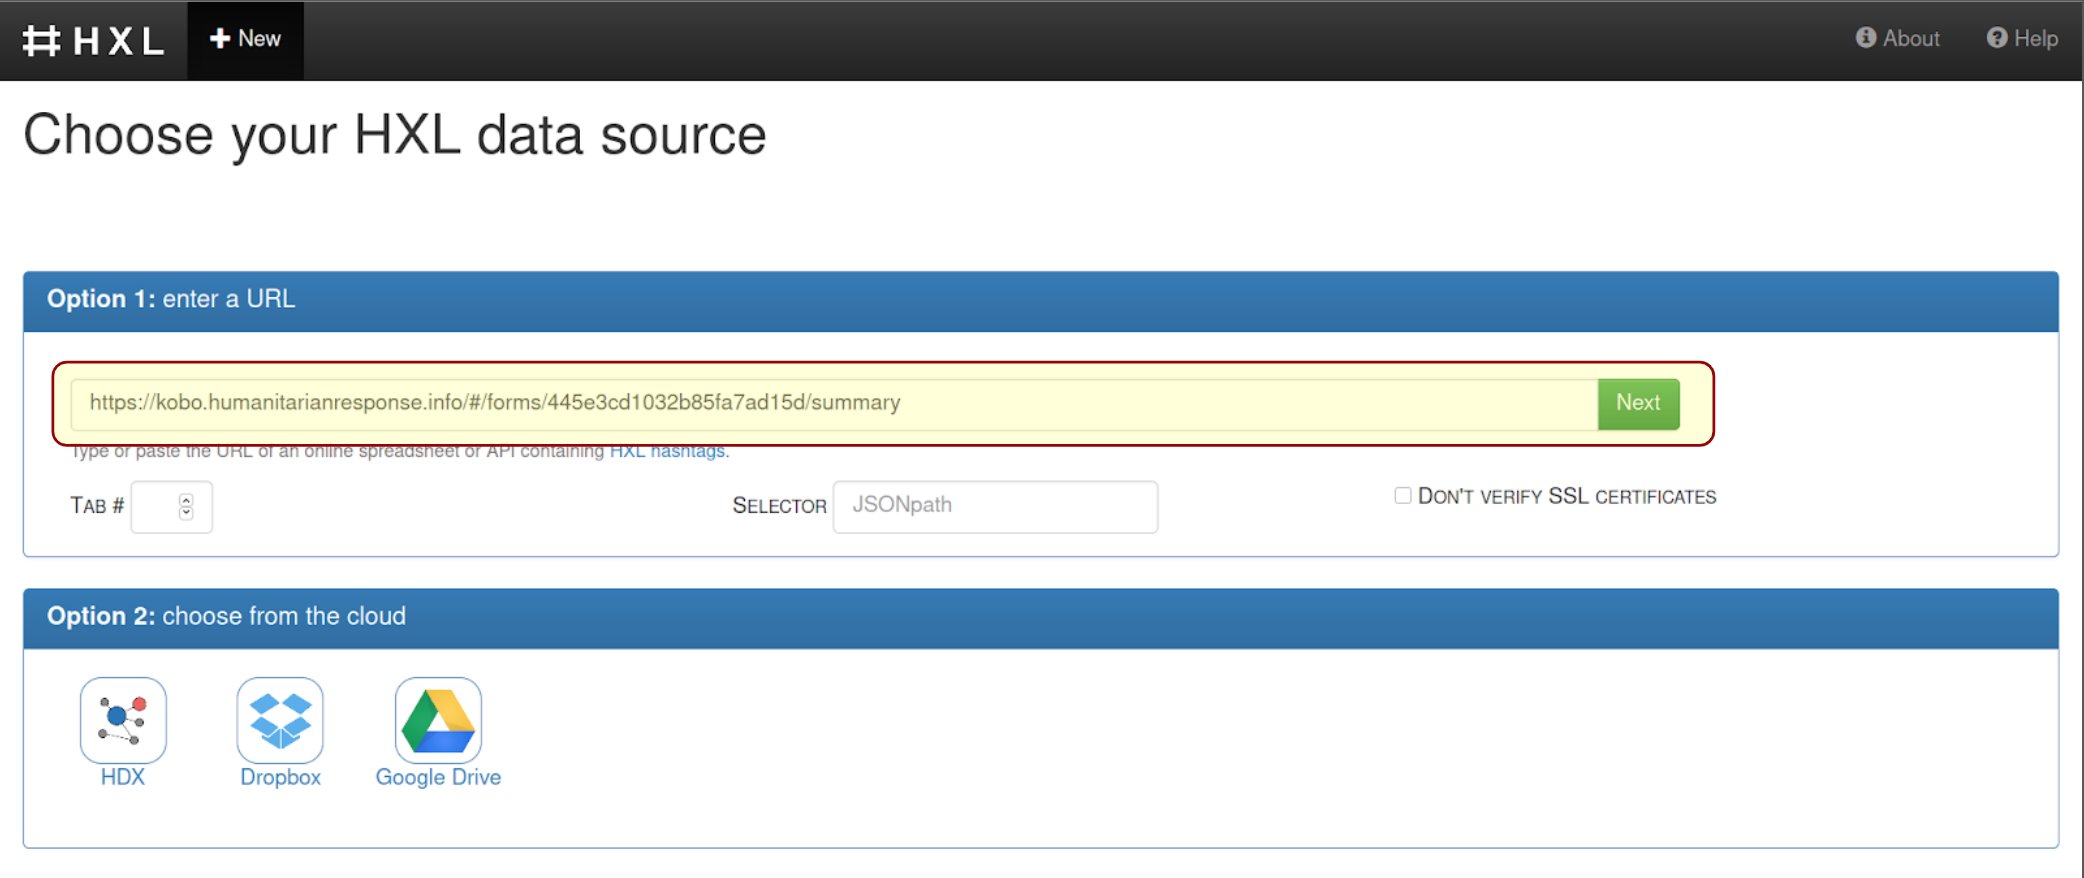 HXL
New
About
Help
Choose your HXL data source
Option 1: enter a URL
https://kobo.humanitarianresponse.info/#/forms/445e3cd1032b85fa7ad15d/summary
Next
Type or paste the URL of an online spreadsheet or API containing HXL hashtags.
TAB #
SELECTOR
JSONpath
DON'T VERIFY SSL CERTIFICATES
Option 2: choose from the cloud
HDX
Dropbox
Google Drive